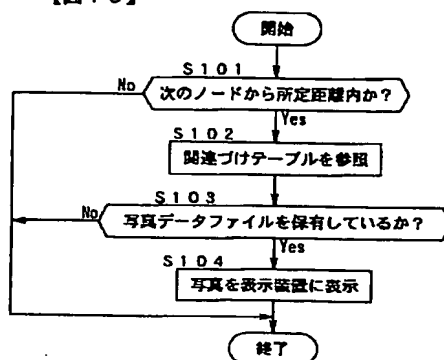 開始
S101
次のノードから所定距離内か?
No
Yes
S102
関連づけテーブルを参照
S103
写真データファイルを保有しているか?
No
Yes
S104
写真を表示装置に表示
終了